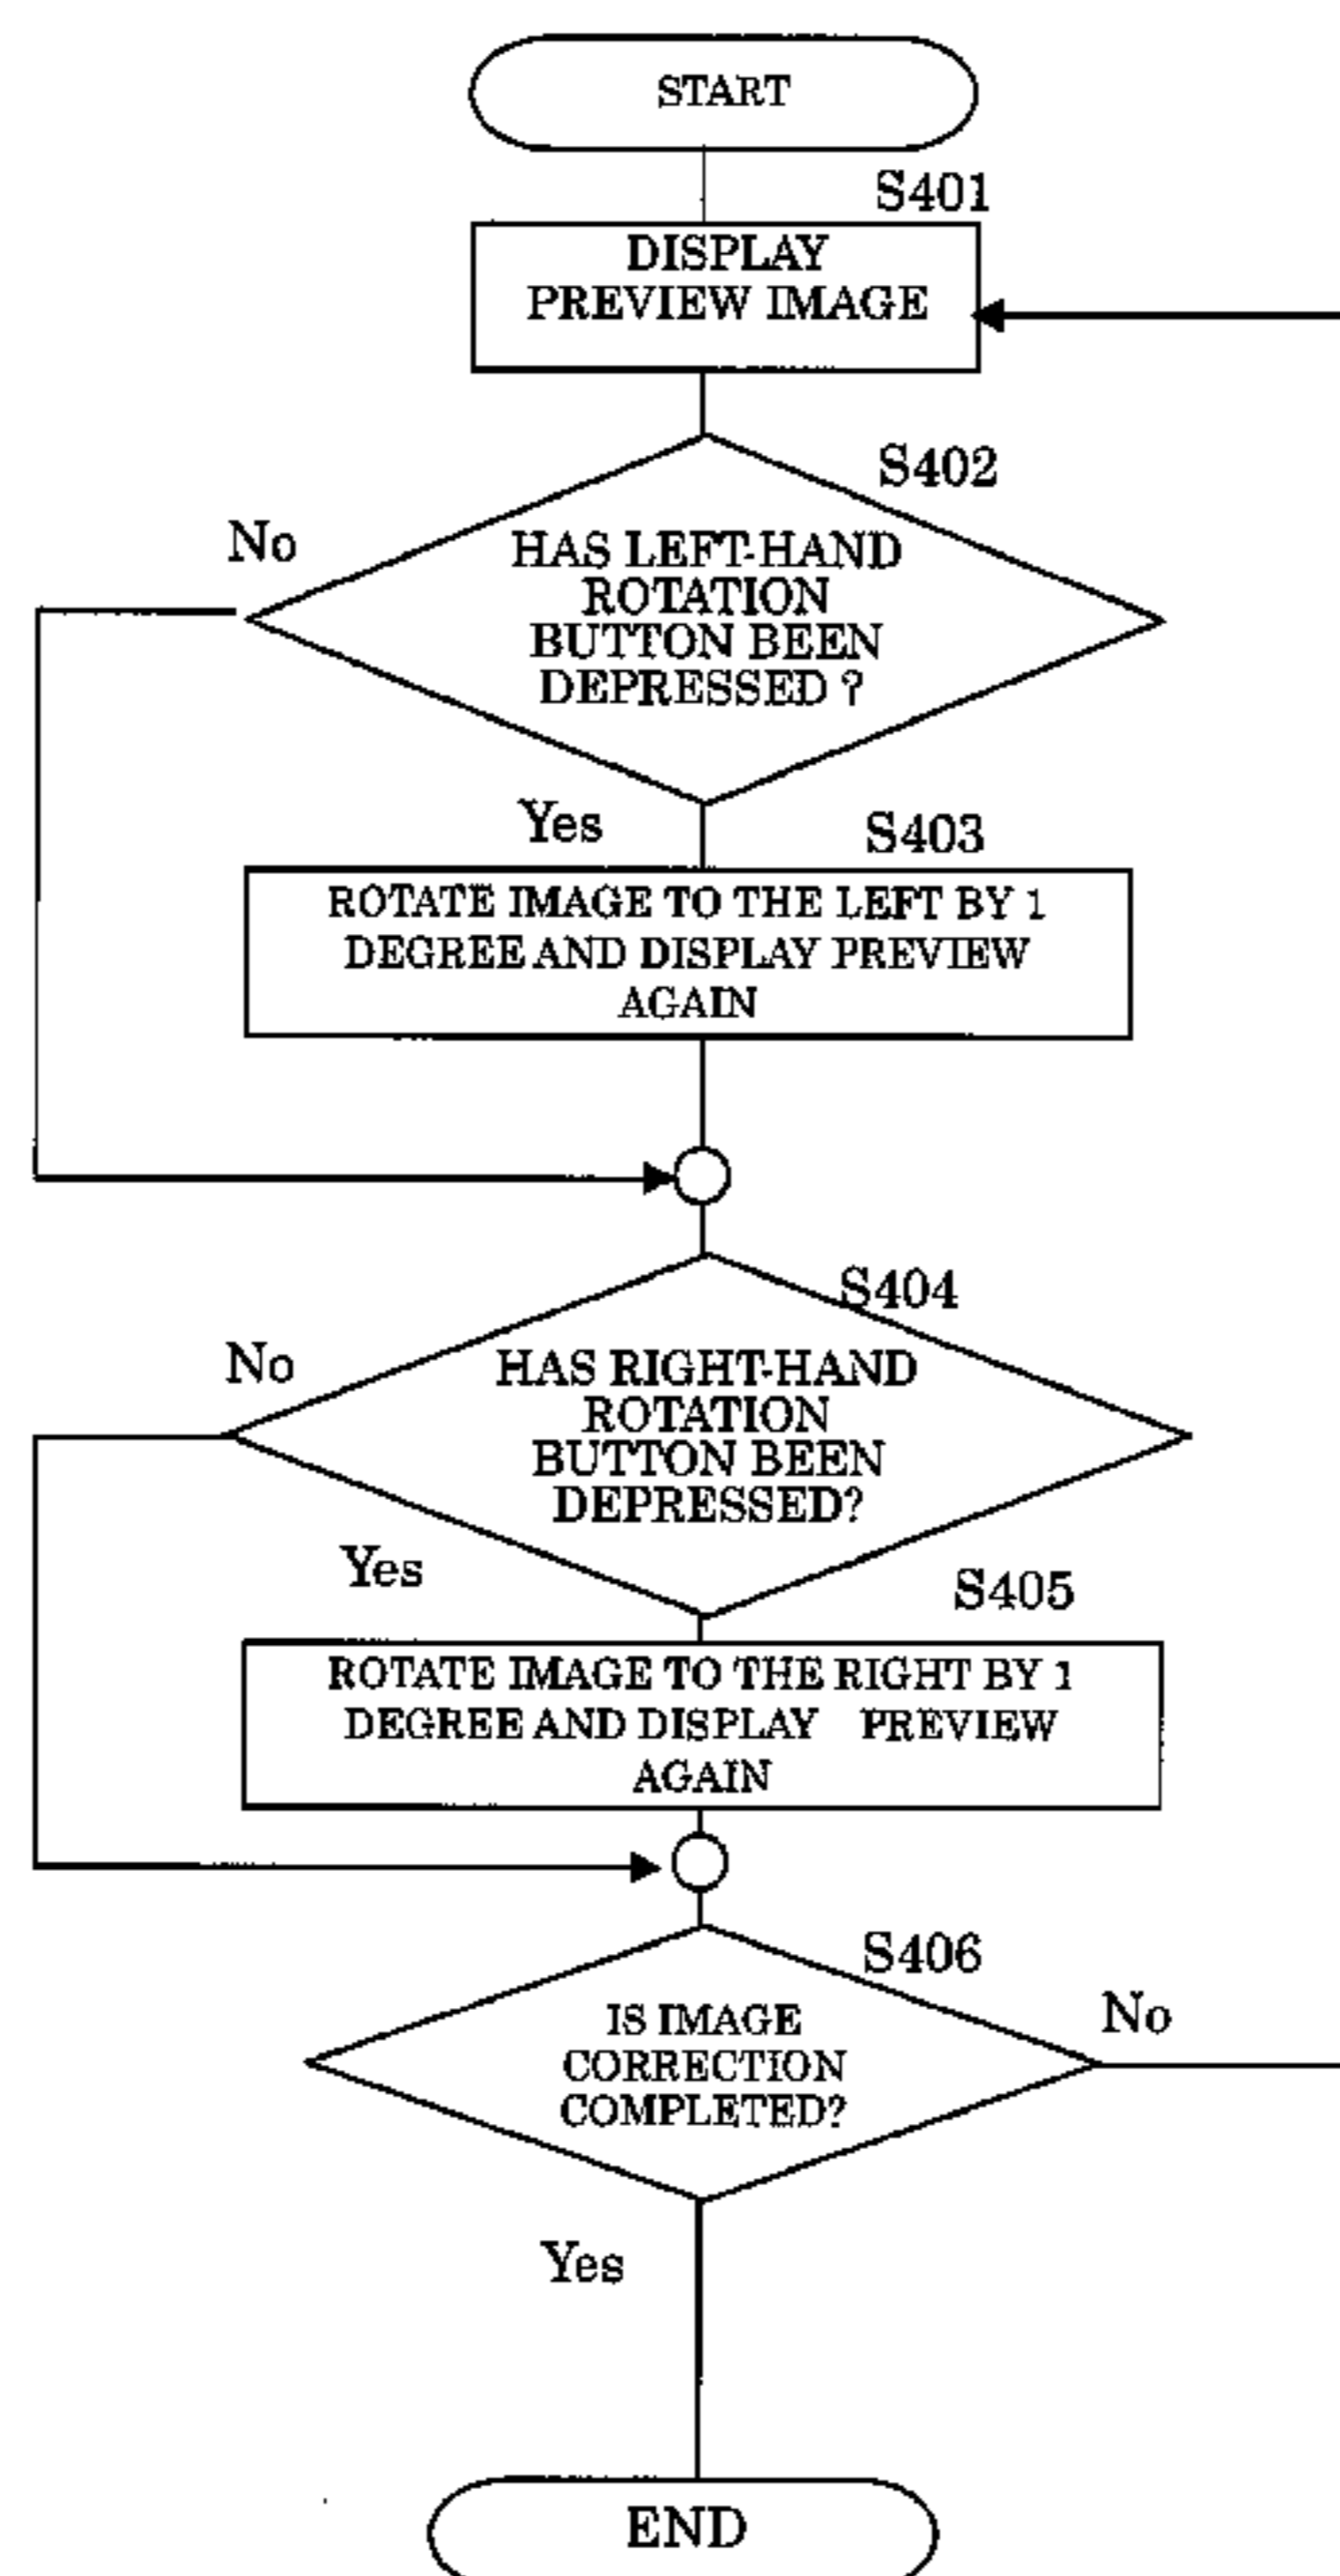 START
S401
DISPLAY
PREVIEW IMAGE
S402
No
HAS LEFT-HAND
ROTATION
BUTTON BEEN
DEPRESSED ?
Yes
S403
ROTATE IMAGE TO THE LEFT BY 1
DEGREE AND DISPLAY PREVIEW
AGAIN
S404
No
HAS RIGHT-HAND
ROTATION
BUTTON BEEN
DEPRESSED?
Yes
S405
ROTATE IMAGE TO THE RIGHT BY 1
DEGREE AND DISPLAY PREVIEW
AGAIN
S406
No
IS IMAGE
CORRECTION
COMPLETED?
Yes
END